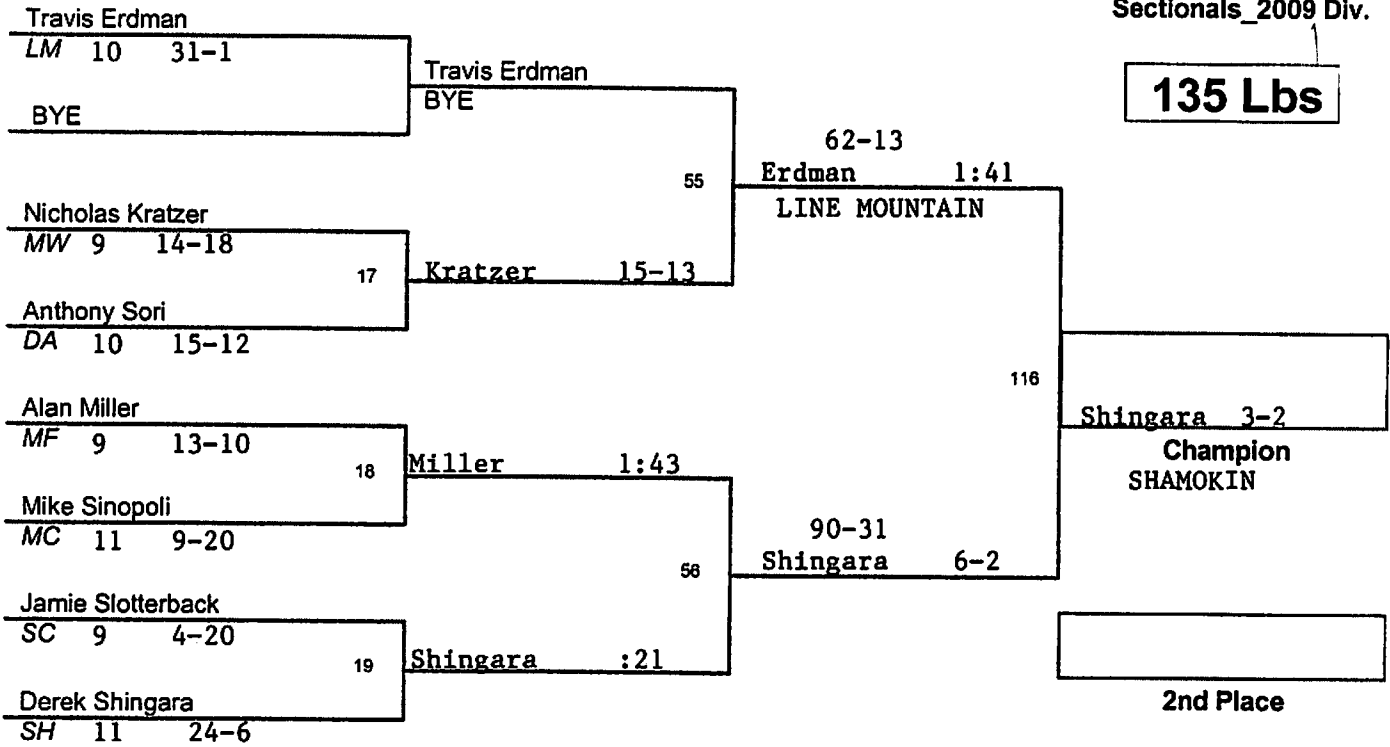 Sectionals_2009 Div.
135 Lbs
Travis Erdman
LM 10 31-1
BYE
Travis Erdman
BYE
Nicholas Kratzer
MW 9 14-18
17
Kratzer 15-13
Anthony Sori
DA 10 15-12
55
62-13
Erdman 1:41
LINE MOUNTAIN
Alan Miller
MF 9 13-10
18
Miller 1:43
Mike Sinopoli
MC 11 9-20
Jamie Slotterback
SC 9 4-20
19
Shingara :21
Derek Shingara
SH 11 24-6
56
90-31
Shingara 6-2
116
Shingara 3-2
Champion
SHAMOKIN
2nd Place